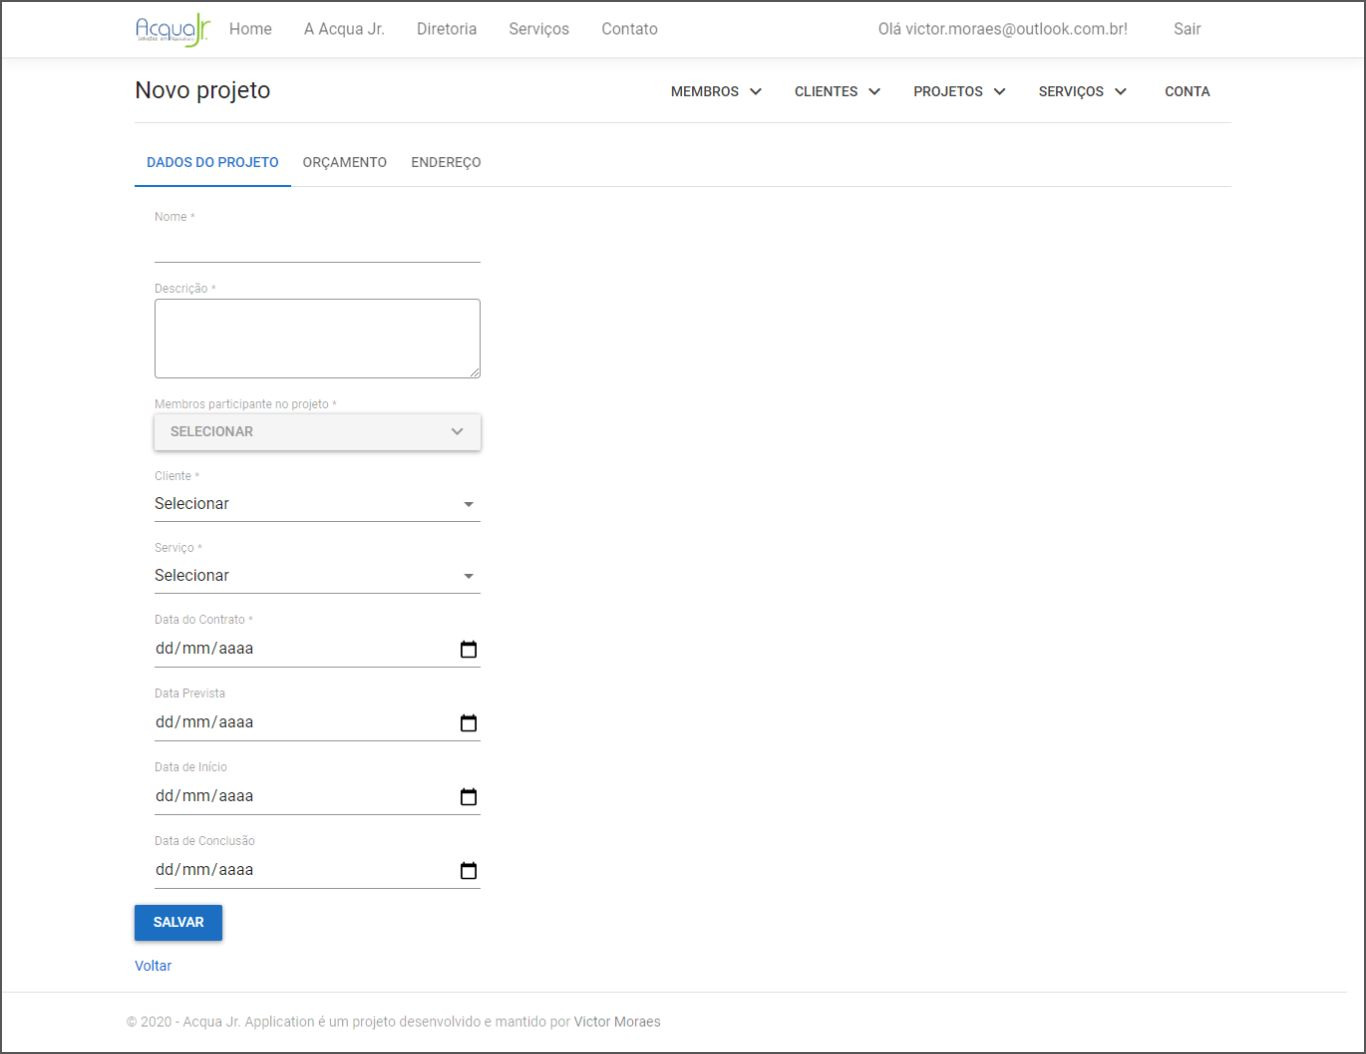 AcquaJr
Home
A Acqua Jr.
Diretoria
Serviços
Contato
Olá victor.moraes@outlook.com.br!
Sair
Novo projeto
MEMBROS
CLIENTES
PROJETOS
SERVIÇOS
CONTA
DADOS DO PROJETO
ORÇAMENTO
ENDEREÇO
Nome *
Descrição *
Membros participante no projeto *
SELECIONAR
Cliente *
Selecionar
Serviço *
Selecionar
Data do Contrato *
dd/mm/aaaa
Data Prevista
dd/mm/aaaa
Data de Início
dd/mm/aaaa
Data de Conclusão
dd/mm/aaaa
SALVAR
Voltar
© 2020 - Acqua Jr. Application é um projeto desenvolvido e mantido por Victor Moraes